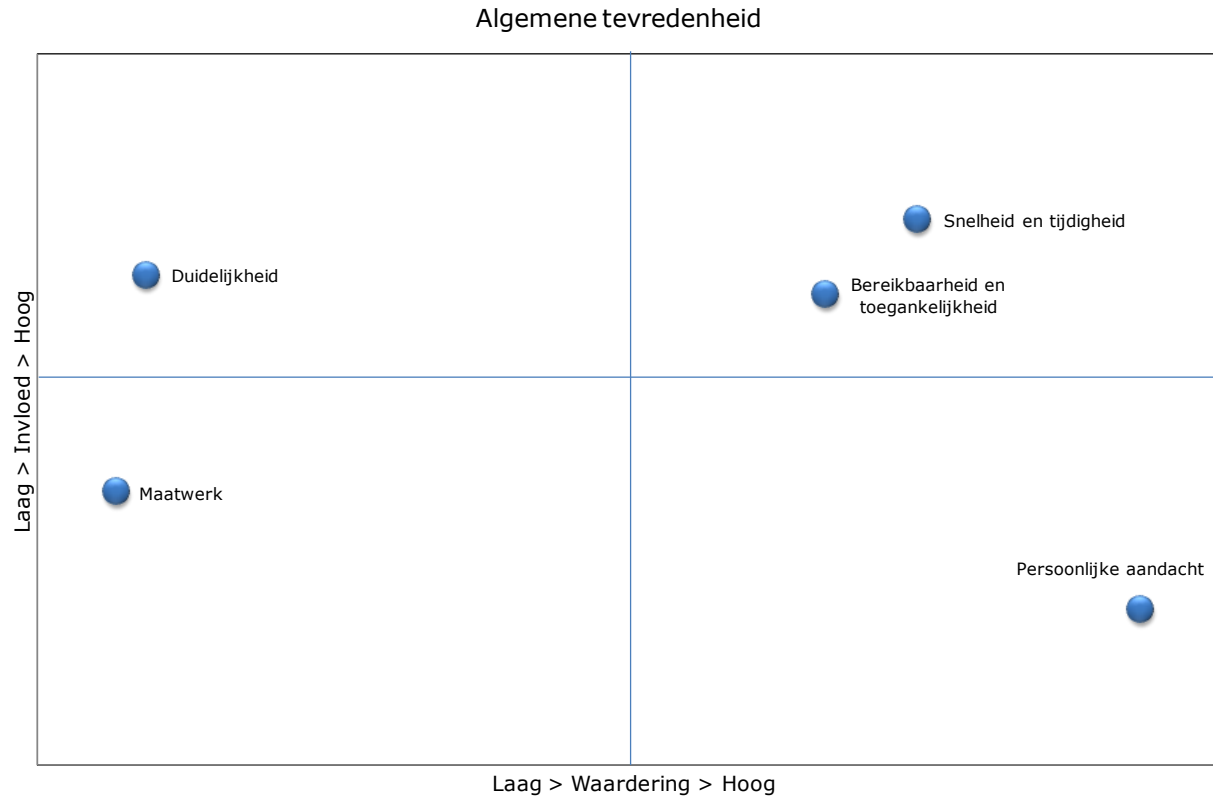 Algemene tevredenheid
Snelheid en tijdigheid
Duidelijkheid
Bereikbaarheid en
toegankelijkheid
Laag > Invloed > Hoog
Maatwerk
Persoonlijke aandacht
Laag > Waardering > Hoog